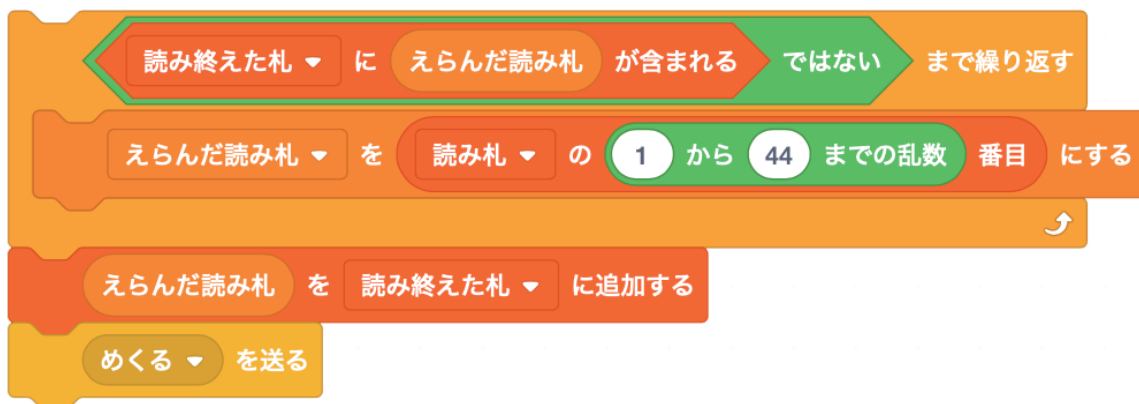 読み終えた札 に えらんだ読み札 が含まれる ではない まで繰り返す
えらんだ読み札 を 読み札 の 1 から 44 までの乱数 番目 にする
えらんだ読み札 を 読み終えた札 に追加する
めくる を送る